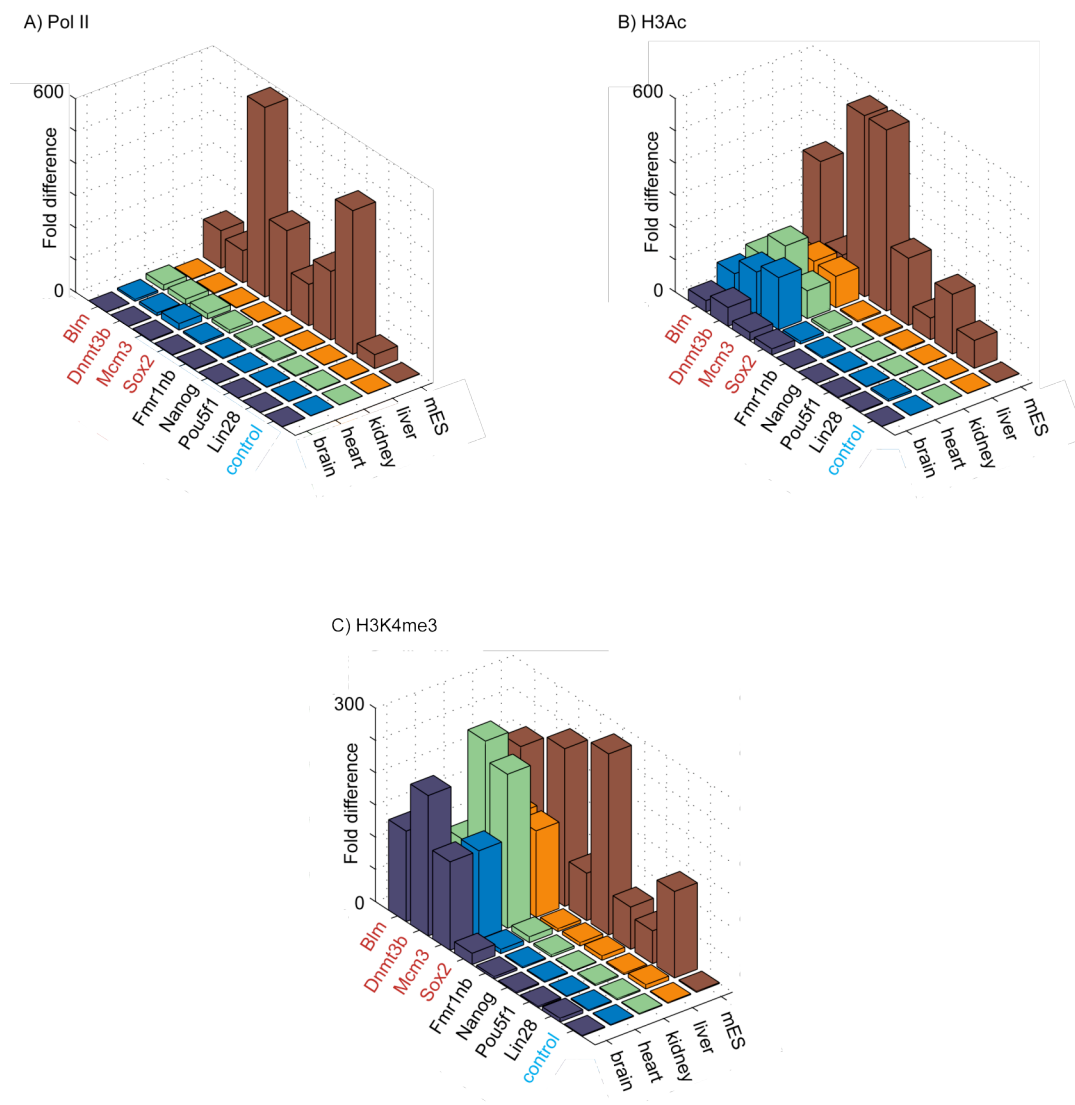 A) Pol II
600
Fold difference
0
Blm
Dnmt3b
Mcm3
Sox2
Fmr1nb
Nanog
Pou5f1
Lin28
control
brain
heart
kidney
liver
mES
B) H3Ac
600
Fold difference
0
Blm
Dnmt3b
Mcm3
Sox2
Fmr1nb
Nanog
Pou5f1
Lin28
control
brain
heart
kidney
liver
mES
C) H3K4me3
300
Fold difference
0
Blm
Dnmt3b
Mcm3
Sox2
Fmr1nb
Nanog
Pou5f1
Lin28
control
brain
heart
kidney
liver
mES